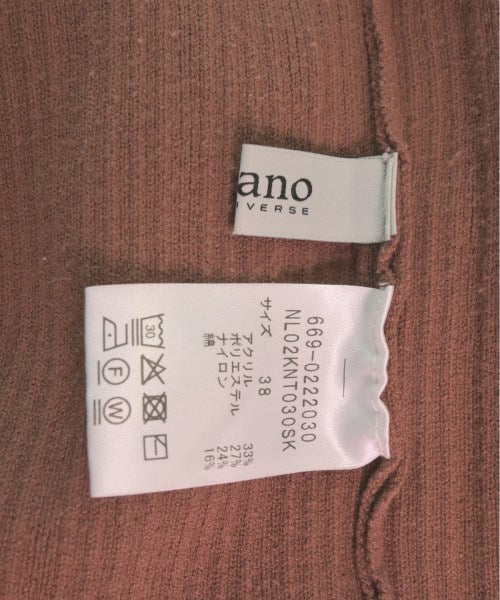 ano
VERSE
669-0222030
NL02KNT030SK
サイズ 38
アクリル 33%
ポリエステル 27%
ナイロン 24%
綿 16%
30
F
W